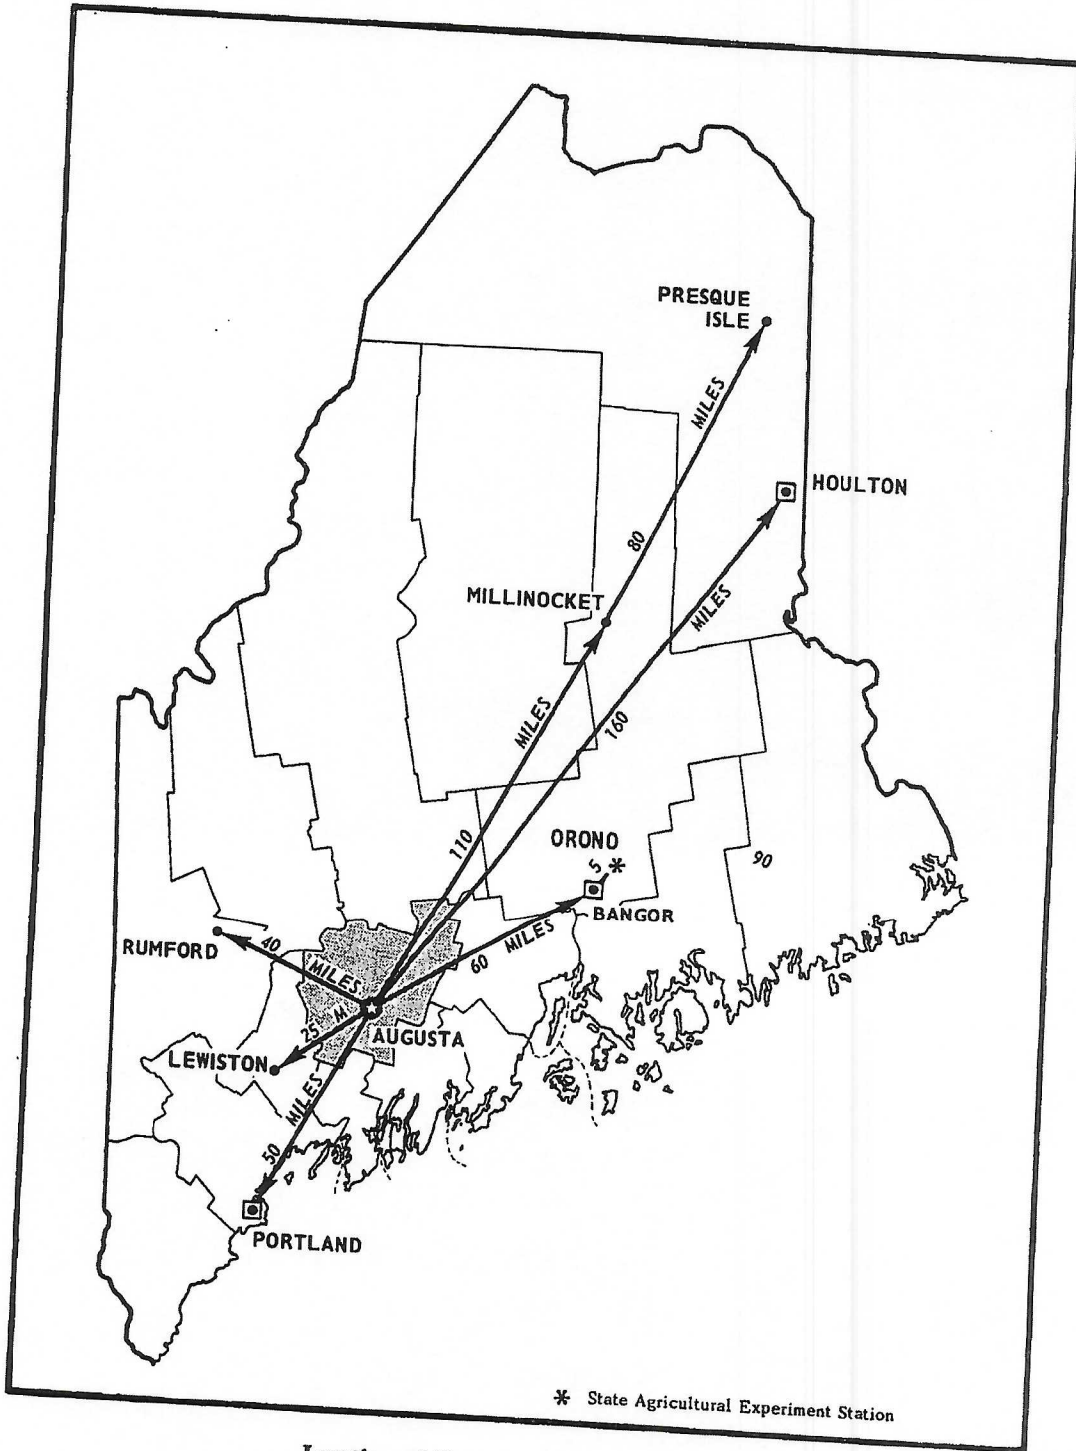 PRESQUE
ISLE
MILES
HOULTON
80
MILLINOCKET
MILES
MILES
160
110
ORONO
5 *
90
BANGOR
RUMFORD
40 MILES
60 MILES
25 M
AUGUSTA
LEWISTON
50 MILES
PORTLAND
* State Agricultural Experiment Station